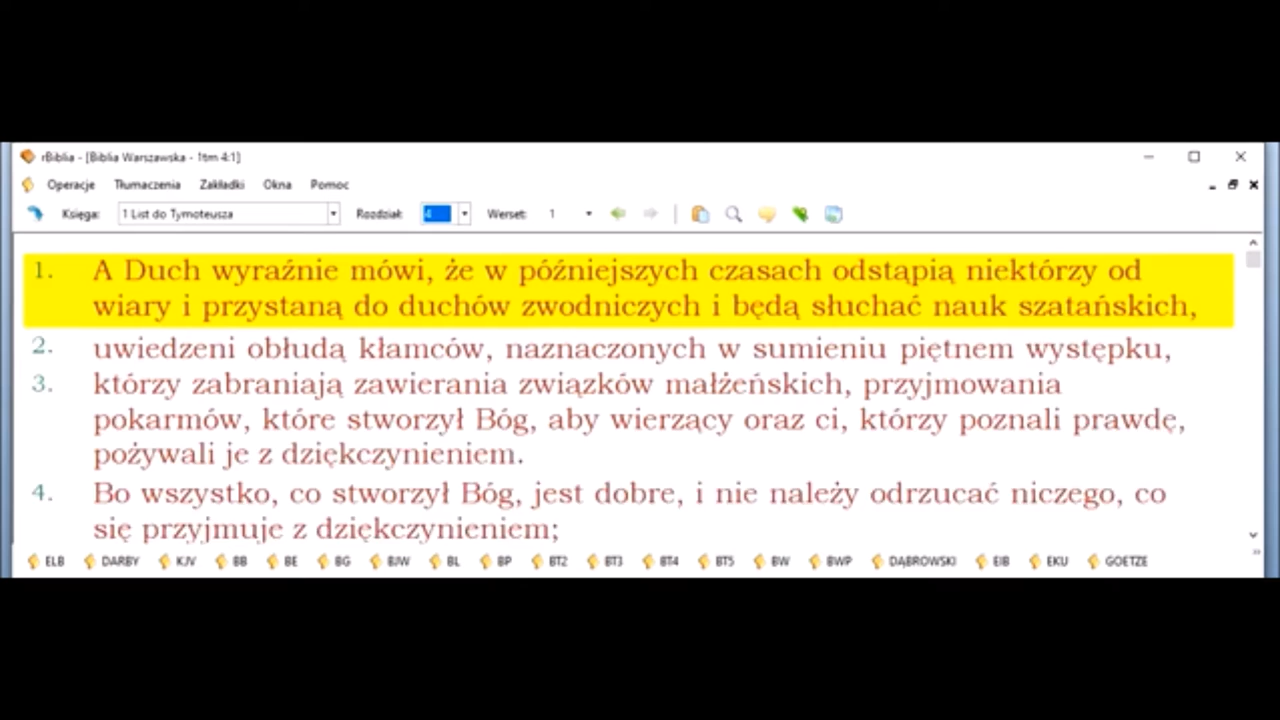 rBiblia - [Biblia Warszawska - 1tm 4:1]
Operacje Tłumaczenia Zakładki Okna Pomoc
Księga: 1 List do Tymoteusza Rozdział: 4 Werset: 1
1. A Duch wyraźnie mówi, że w późniejszych czasach odstąpią niektórzy od
wiary i przystaną do duchów zwodniczych i będą słuchać nauk szatańskich,
2. uwiedzeni obłudą kłamców, naznaczonych w sumieniu piętnem występku,
3. którzy zabraniają zawierania związków małżeńskich, przyjmowania
pokarmów, które stworzył Bóg, aby wierzący oraz ci, którzy poznali prawdę,
pożywali je z dziękczynieniem.
4. Bo wszystko, co stworzył Bóg, jest dobre, i nie należy odrzucać niczego, co
się przyjmuje z dziękczynieniem;
ELB DARBY KJV BB BE BG BJW BL BP BT2 BT3 BT4 BT5 BW BWP DĄBROWSKI EIB EKU GOETZE